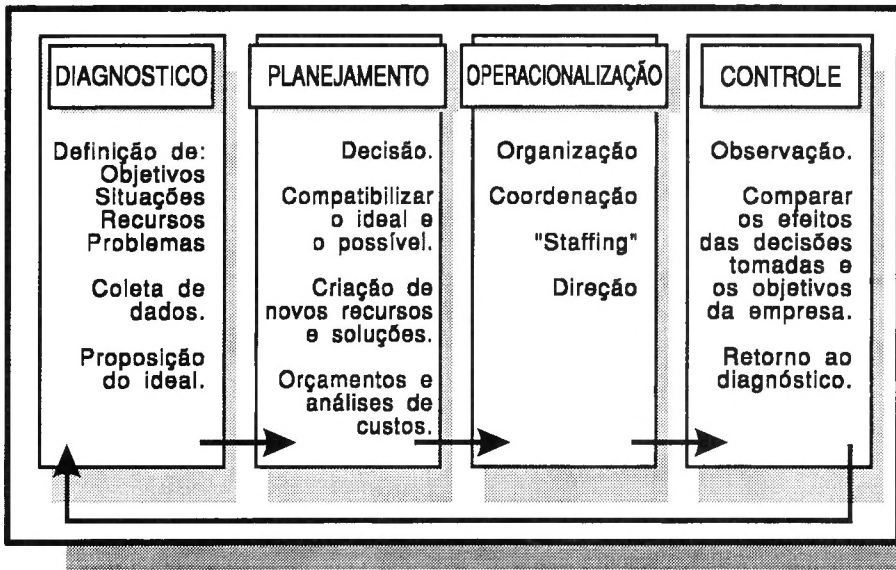 DIAGNOSTICO
Definição de:
Objetivos
Situações
Recursos
Problemas
Coleta de
dados.
Proposição
do ideal.
PLANEJAMENTO
Decisão.
Compatibilizar
o ideal e
o possível.
Criação de
novos recursos
e soluções.
Orçamentos e
análises de
custos.
OPERACIONALIZAÇÃO
Organização
Coordenação
"Staffing"
Direção
CONTROLE
Observação.
Comparar
os efeitos
das decisões
tomadas e
os objetivos
da empresa.
Retorno ao
diagnóstico.